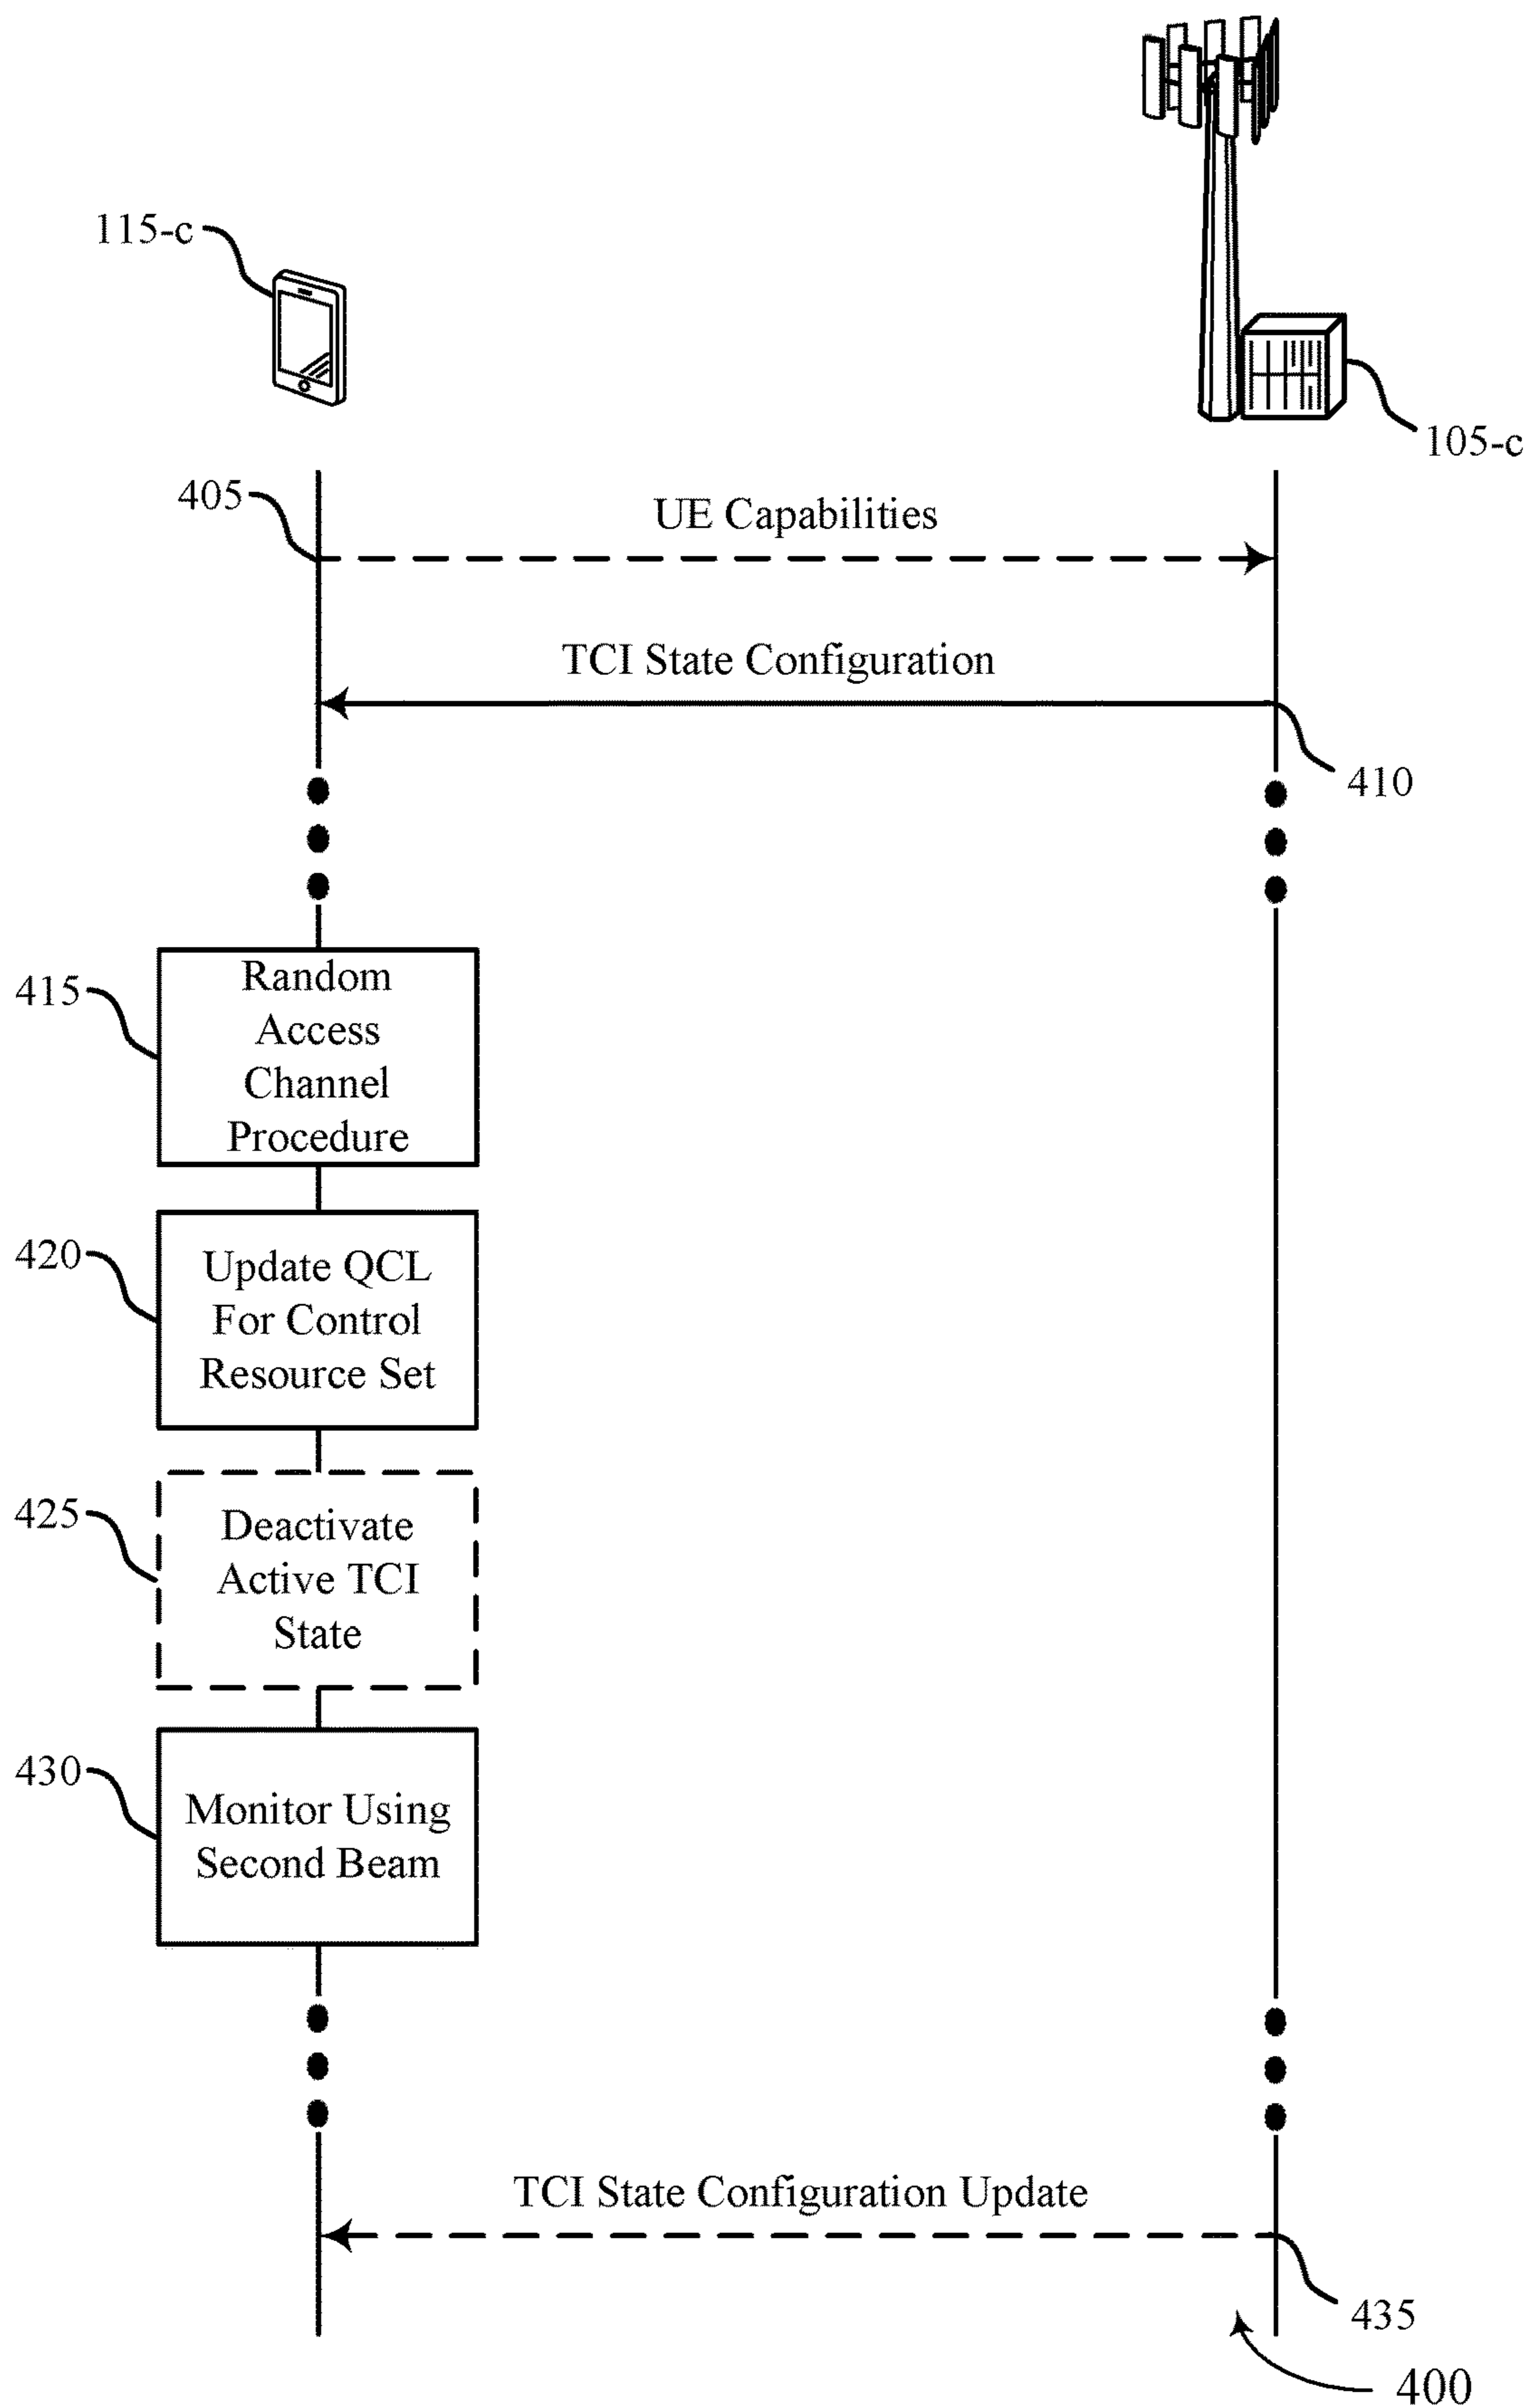 115-c
105-c
405
UE Capabilities
TCI State Configuration
410
415
Random
Access
Channel
Procedure
420
Update QCL
For Control
Resource Set
425
Deactivate
Active TCI
State
430
Monitor Using
Second Beam
TCI State Configuration Update
435
400